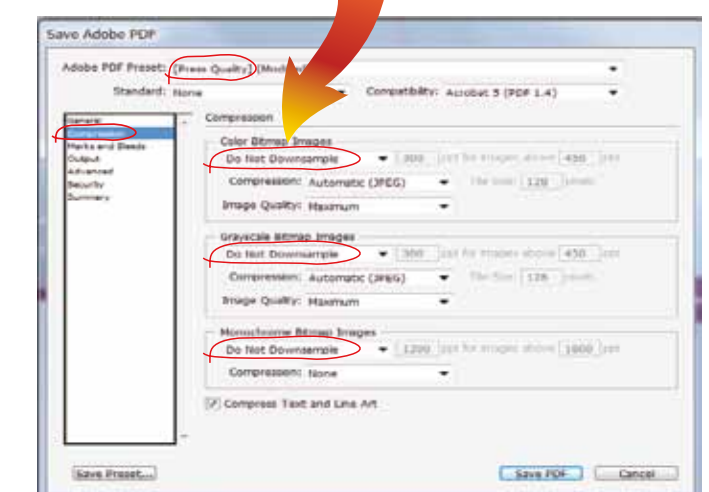 Save Adobe PDF
Adobe PDF Preset: [Press Quality]
Standard: None
Compatibility: Acrobat 5 (PDF 1.4)
General
Compression
Marks and Bleeds
Output
Advanced
Security
Summary
Compression
Color Bitmap Images
Do Not Downsample 300 ppi for images above 450 ppi
Compression: Automatic (JPEG) Tile Size: 128 pixels
Image Quality: Maximum
Grayscale Bitmap Images
Do Not Downsample 300 ppi for images above 450 ppi
Compression: Automatic (JPEG) Tile Size: 128 pixels
Image Quality: Maximum
Monochrome Bitmap Images
Do Not Downsample 1200 ppi for images above 1800 ppi
Compression: None
Compress Text and Line Art
Save Preset...
Save PDF
Cancel